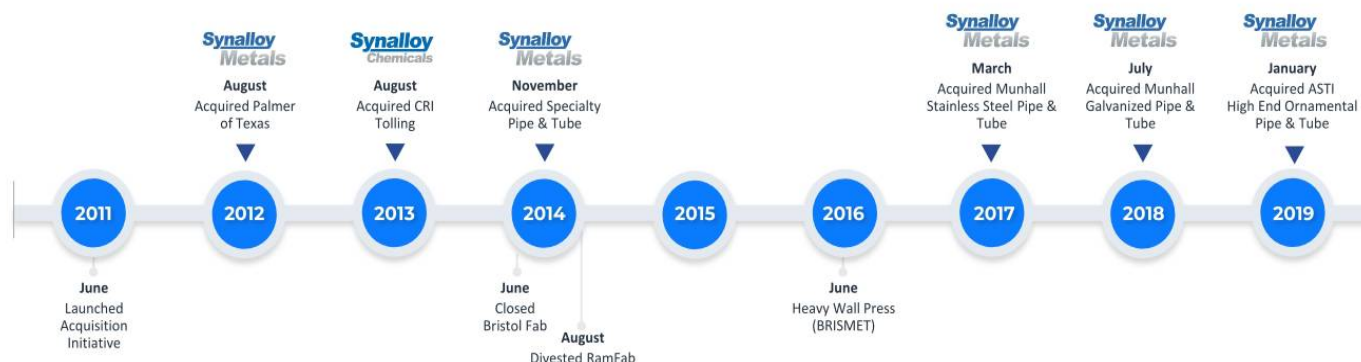 Synalloy
Metals
August
Acquired Palmer
of Texas
Synalloy
Chemicals
August
Acquired CRI
Tolling
Synalloy
Metals
November
Acquired Specialty
Pipe & Tube
Synalloy
Metals
March
Acquired Munhall
Stainless Steel Pipe &
Tube
Synalloy
Metals
July
Acquired Munhall
Galvanized Pipe &
Tube
Synalloy
Metals
January
Acquired ASTI
High End Ornamental
Pipe & Tube
2011
2012
2013
2014
2015
2016
2017
2018
2019
June
Launched
Acquisition
Initiative
June
Closed
Bristol Fab
August
Divested RamFab
June
Heavy Wall Press
(BRISMET)